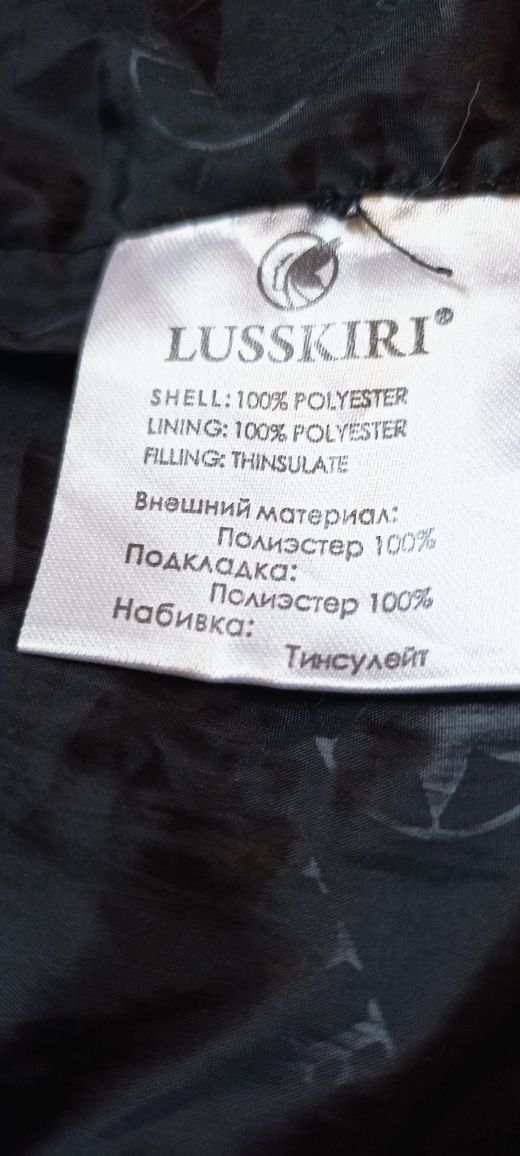 LUSSKIRI®
SHELL: 100% POLYESTER
LINING: 100% POLYESTER
FILLING: THINSULATE
Внешний материал:
Полиэстер 100%
Подкладка:
Полиэстер 100%
Набивка:
Тинсулейт